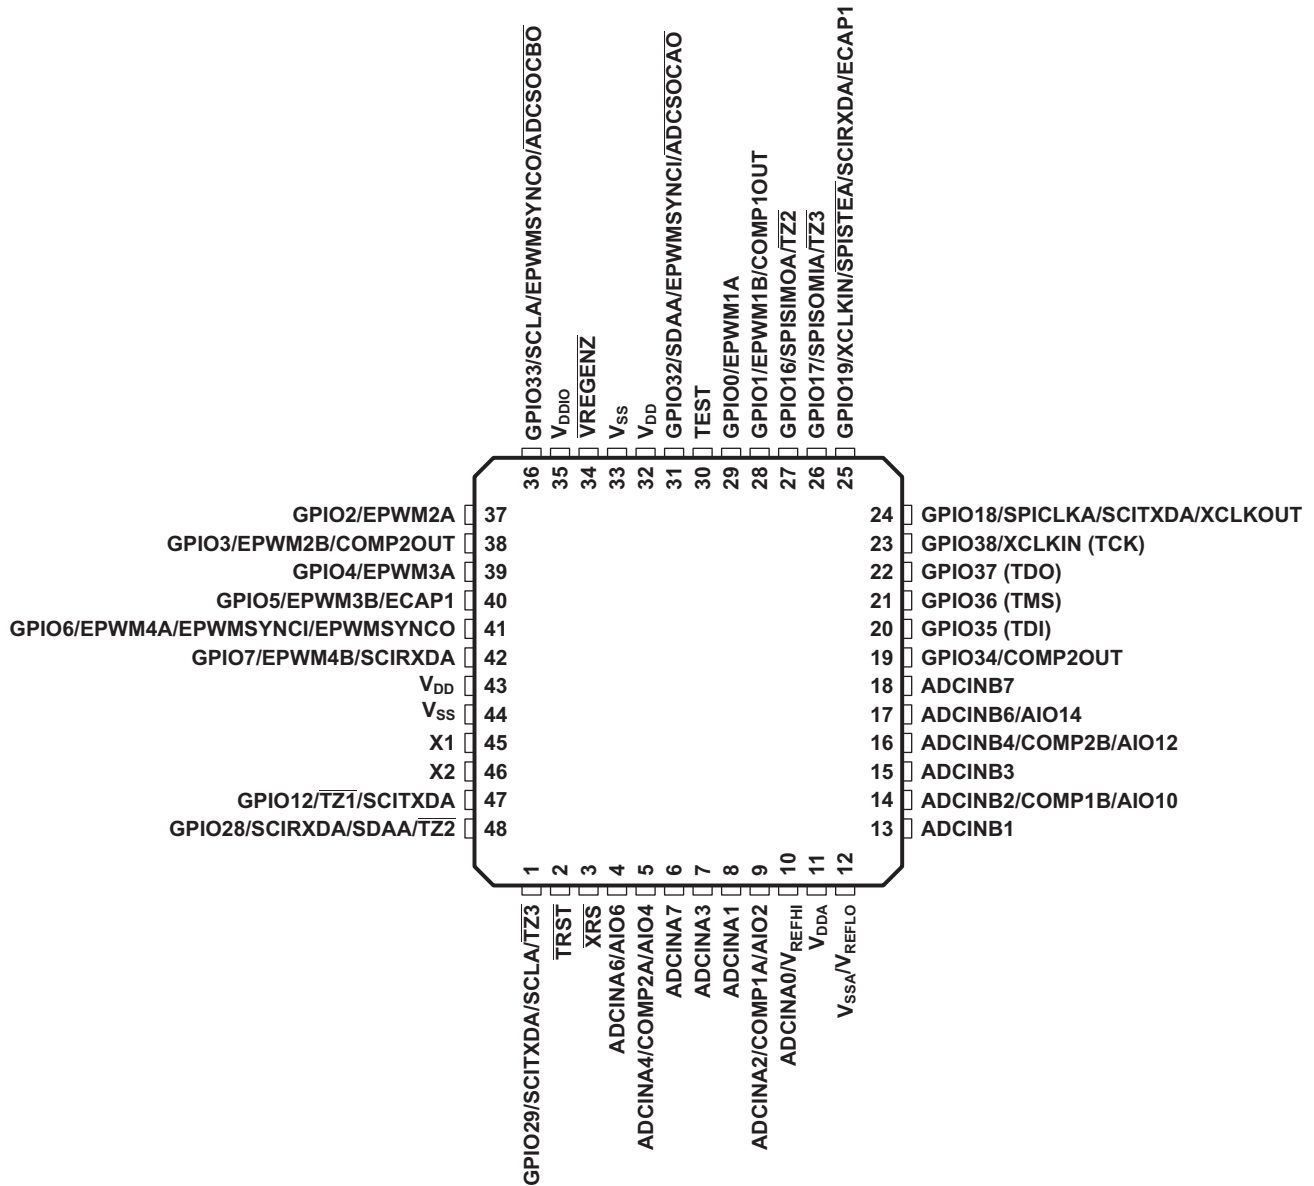 GPIO33/SCLA/EPWMSYNCO/ADCSOCBO
VDDIO
VREGENZ
VSS
VDD
GPIO32/SDAA/EPWMSYNCI/ADCSOCAO
TEST
GPIO0/EPWM1A
GPIO1/EPWM1B/COMP1OUT
GPIO16/SPISIMOA/TZ2
GPIO17/SPISOMIA/TZ3
GPIO19/XCLKIN/SPISTEA/SCIRXDA/ECAP1
36
35
34
33
32
31
30
29
28
27
26
25
GPIO2/EPWM2A 37
GPIO3/EPWM2B/COMP2OUT 38
GPIO4/EPWM3A 39
GPIO5/EPWM3B/ECAP1 40
GPIO6/EPWM4A/EPWMSYNCI/EPWMSYNCO 41
GPIO7/EPWM4B/SCIRXDA 42
VDD 43
VSS 44
X1 45
X2 46
GPIO12/TZ1/SCITXDA 47
GPIO28/SCIRXDA/SDAA/TZ2 48
24 GPIO18/SPICLKA/SCITXDA/XCLKOUT
23 GPIO38/XCLKIN (TCK)
22 GPIO37 (TDO)
21 GPIO36 (TMS)
20 GPIO35 (TDI)
19 GPIO34/COMP2OUT
18 ADCINB7
17 ADCINB6/AIO14
16 ADCINB4/COMP2B/AIO12
15 ADCINB3
14 ADCINB2/COMP1B/AIO10
13 ADCINB1
1
2
3
4
5
6
7
8
9
10
11
12
GPIO29/SCITXDA/SCLA/TZ3
TRST
XRS
ADCINA6/AIO6
ADCINA4/COMP2A/AIO4
ADCINA7
ADCINA3
ADCINA1
ADCINA2/COMP1A/AIO2
ADCINA0/VREFHI
VDDA
VSSA/VREFLO